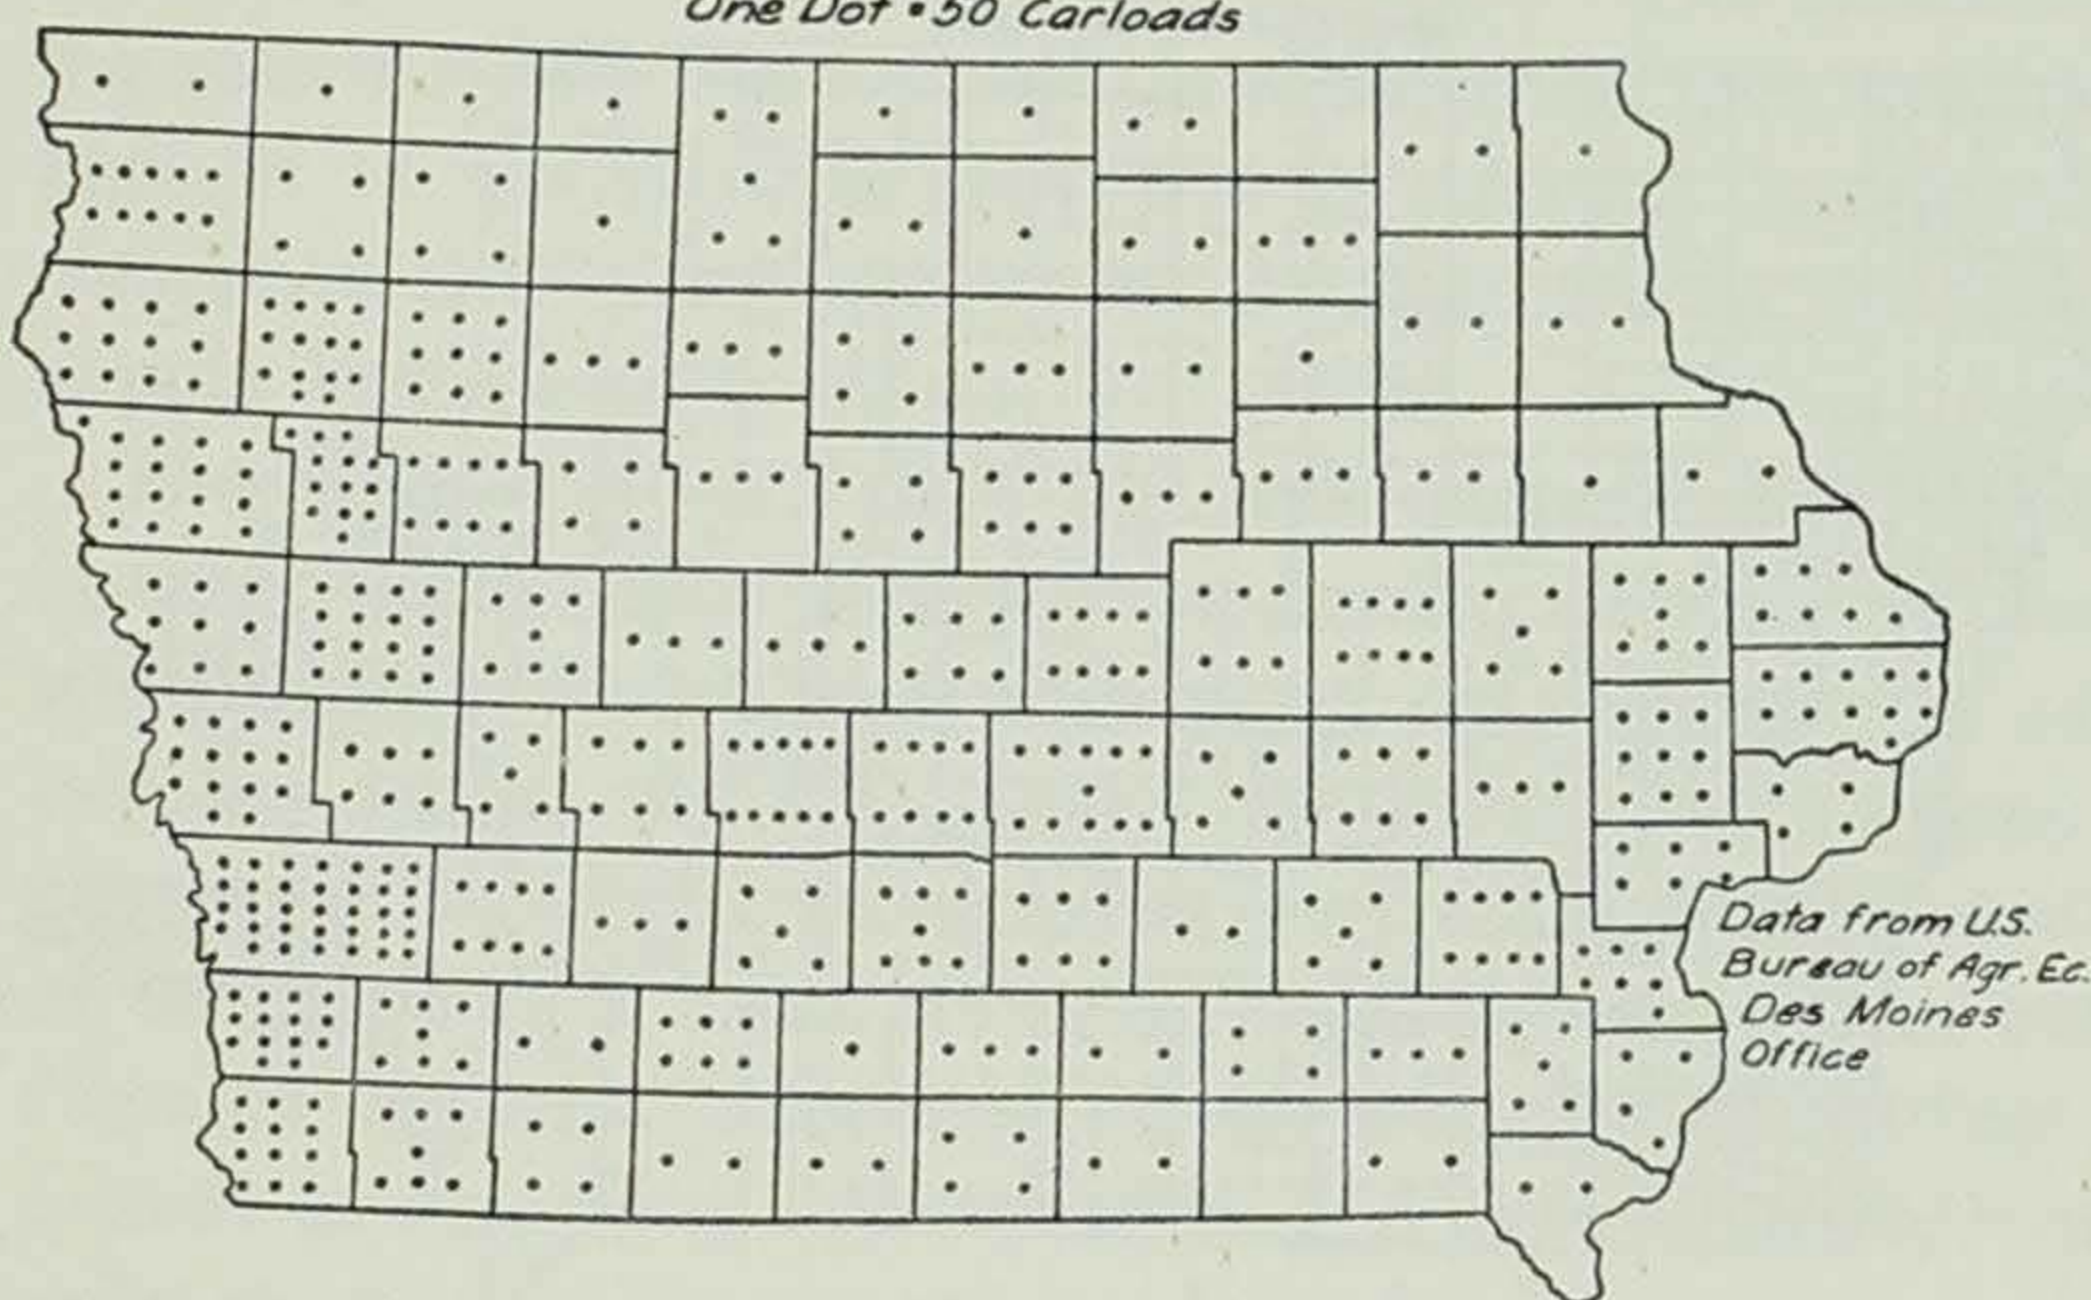 One Dot • 50 Carloads
Data from U.S.
Bureau of Agr. Ec.
Des Moines
Office